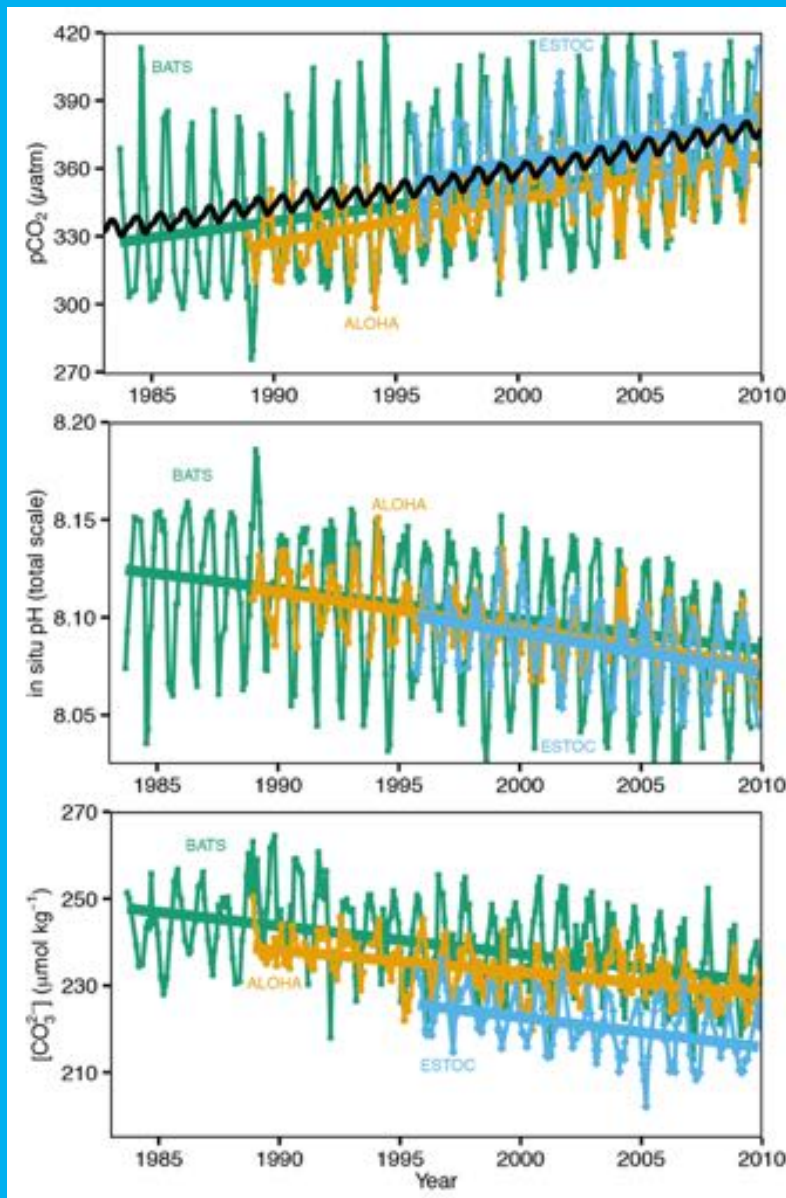 420
390
360
330
300
270
pCO₂ (μatm)
BATS
ESTOC
ALOHA
1985 1990 1995 2000 2005 2010
8.20
8.15
8.10
8.05
in situ pH (total scale)
BATS
ALOHA
ESTOC
1985 1990 1995 2000 2005 2010
270
250
230
210
[CO₃²⁻] (μmol kg⁻¹)
BATS
ALOHA
ESTOC
1985 1990 1995 2000 2005 2010
Year